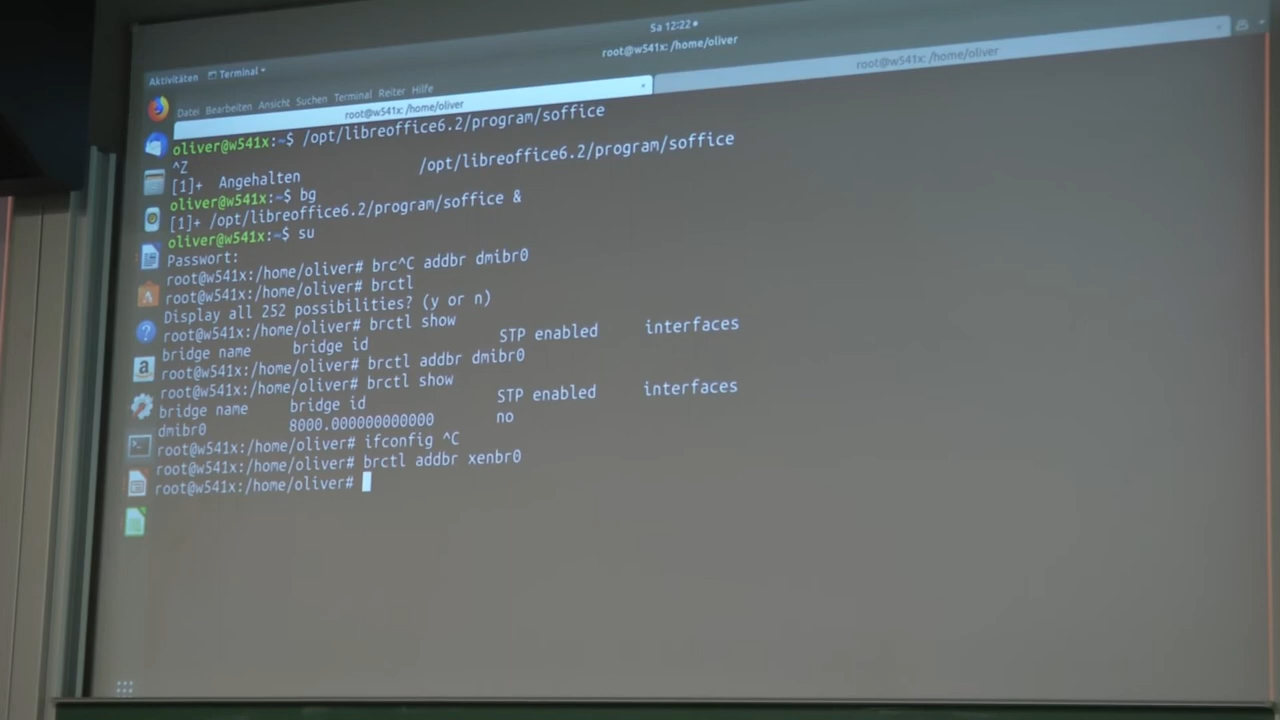 Sa 12:22
root@w541x: /home/oliver
Aktivitäten Terminal
Datei Bearbeiten Ansicht Suchen Terminal Reiter Hilfe
root@w541x: /home/oliver
root@w541x: /home/oliver
oliver@w541x:~$ /opt/libreoffice6.2/program/soffice
^Z
[1]+ Angehalten /opt/libreoffice6.2/program/soffice
oliver@w541x:~$ bg
[1]+ /opt/libreoffice6.2/program/soffice &
oliver@w541x:~$ su
Passwort:
root@w541x:/home/oliver# brc^C addbr dmibr0
root@w541x:/home/oliver# brctl
Display all 252 possibilities? (y or n)
root@w541x:/home/oliver# brctl show
bridge name bridge id STP enabled interfaces
root@w541x:/home/oliver# brctl addbr dmibr0
root@w541x:/home/oliver# brctl show
bridge name bridge id STP enabled interfaces
dmibr0 8000.000000000000 no
root@w541x:/home/oliver# ifconfig ^C
root@w541x:/home/oliver# brctl addbr xenbr0
root@w541x:/home/oliver#